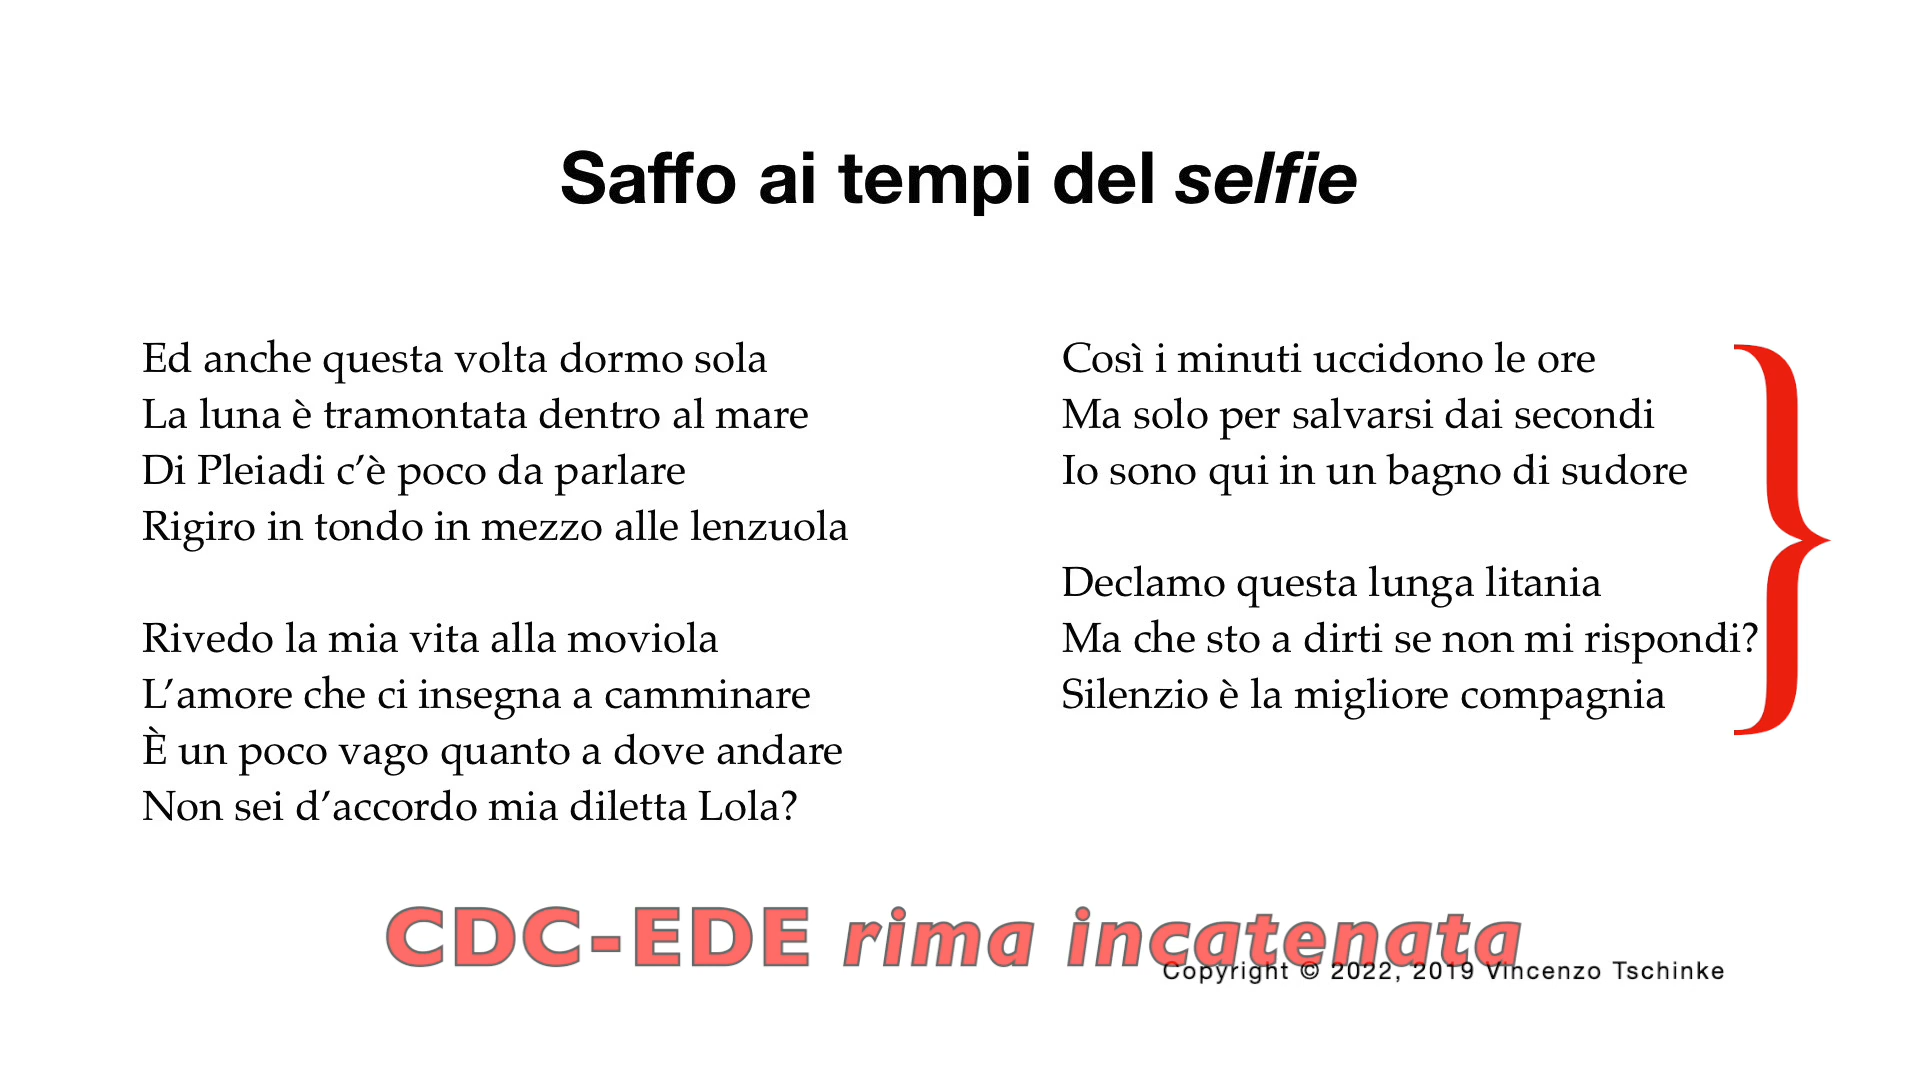 Saffo ai tempi del selfie
Ed anche questa volta dormo sola
La luna è tramontata dentro al mare
Di Pleiadi c’è poco da parlare
Rigiro in tondo in mezzo alle lenzuola
Rivedo la mia vita alla moviola
L’amore che ci insegna a camminare
È un poco vago quanto a dove andare
Non sei d’accordo mia diletta Lola?
Così i minuti uccidono le ore
Ma solo per salvarsi dai secondi
Io sono qui in un bagno di sudore
Declamo questa lunga litania
Ma che sto a dirti se non mi rispondi?
Silenzio è la migliore compagnia
CDC-EDE rima incatenata
Copyright © 2022, 2019 Vincenzo Tschinke